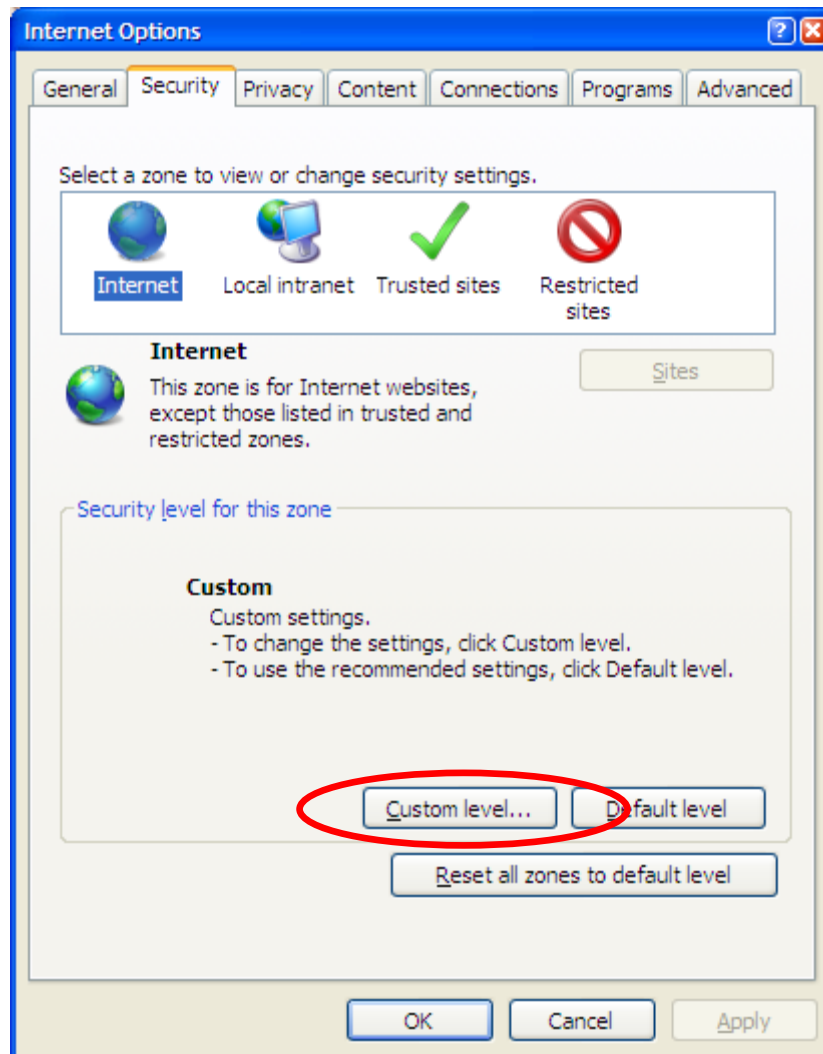 Internet Options
General Security Privacy Content Connections Programs Advanced
Select a zone to view or change security settings.
Internet Local intranet Trusted sites Restricted sites
Internet
Sites
This zone is for Internet websites,
except those listed in trusted and
restricted zones.
Security level for this zone
Custom
Custom settings.
- To change the settings, click Custom level.
- To use the recommended settings, click Default level.
Custom level... Default level
Reset all zones to default level
OK Cancel Apply